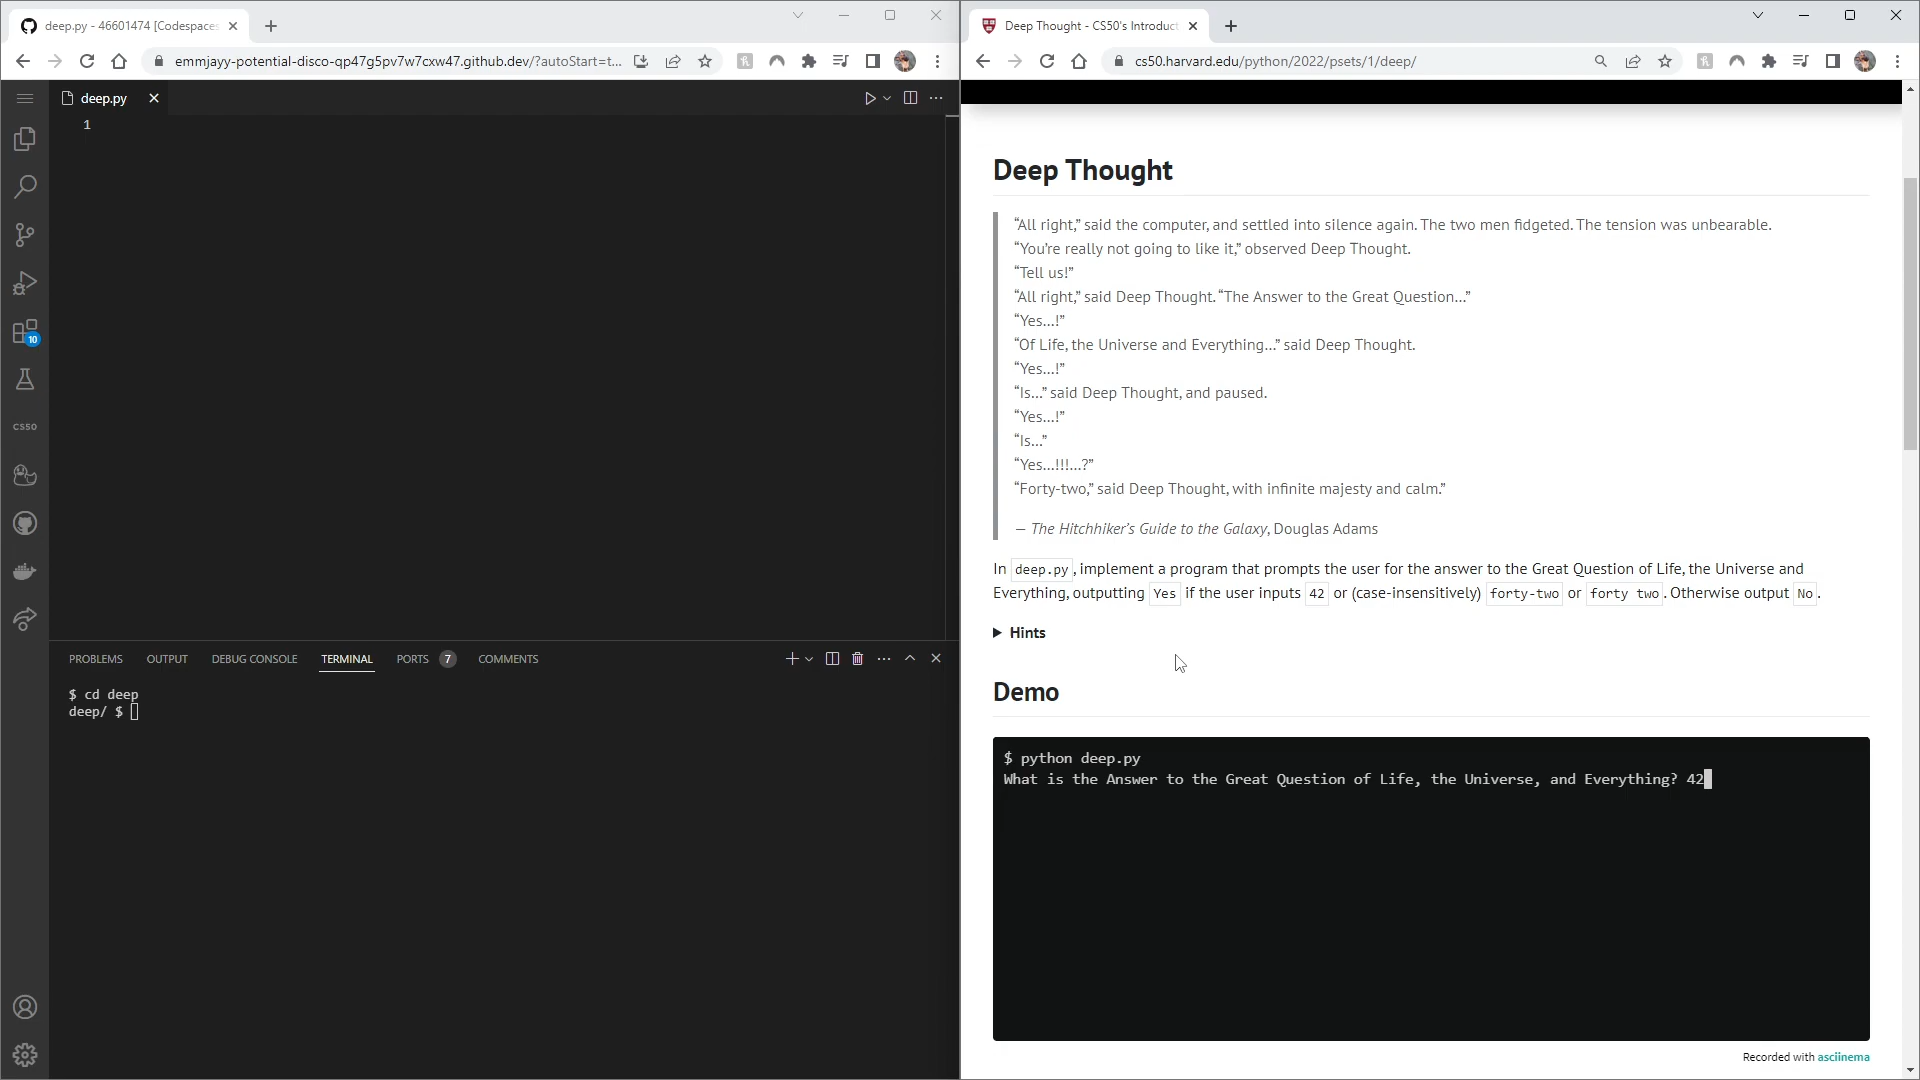 deep.py - 46601474 [Codespaces
emmjayy-potential-disco-qp47g5pv7w7cxw47.github.dev/?autoStart=t...
deep.py
1
10
CS50
PROBLEMS
OUTPUT
DEBUG CONSOLE
TERMINAL
PORTS 7
COMMENTS
$ cd deep
deep/ $
Deep Thought - CS50's Introduct
cs50.harvard.edu/python/2022/psets/1/deep/
Deep Thought
“All right,” said the computer, and settled into silence again. The two men fidgeted. The tension was unbearable.
“You’re really not going to like it,” observed Deep Thought.
“Tell us!”
“All right,” said Deep Thought. “The Answer to the Great Question…”
“Yes…!”
“Of Life, the Universe and Everything…” said Deep Thought.
“Yes…!”
“Is…” said Deep Thought, and paused.
“Yes…!”
“Is…”
“Yes…!!!…?”
“Forty-two,” said Deep Thought, with infinite majesty and calm.”
— The Hitchhiker’s Guide to the Galaxy, Douglas Adams
In deep.py, implement a program that prompts the user for the answer to the Great Question of Life, the Universe and
Everything, outputting Yes if the user inputs 42 or (case-insensitively) forty-two or forty two. Otherwise output No.
Hints
Demo
$ python deep.py
What is the Answer to the Great Question of Life, the Universe, and Everything? 42
Recorded with asciinema